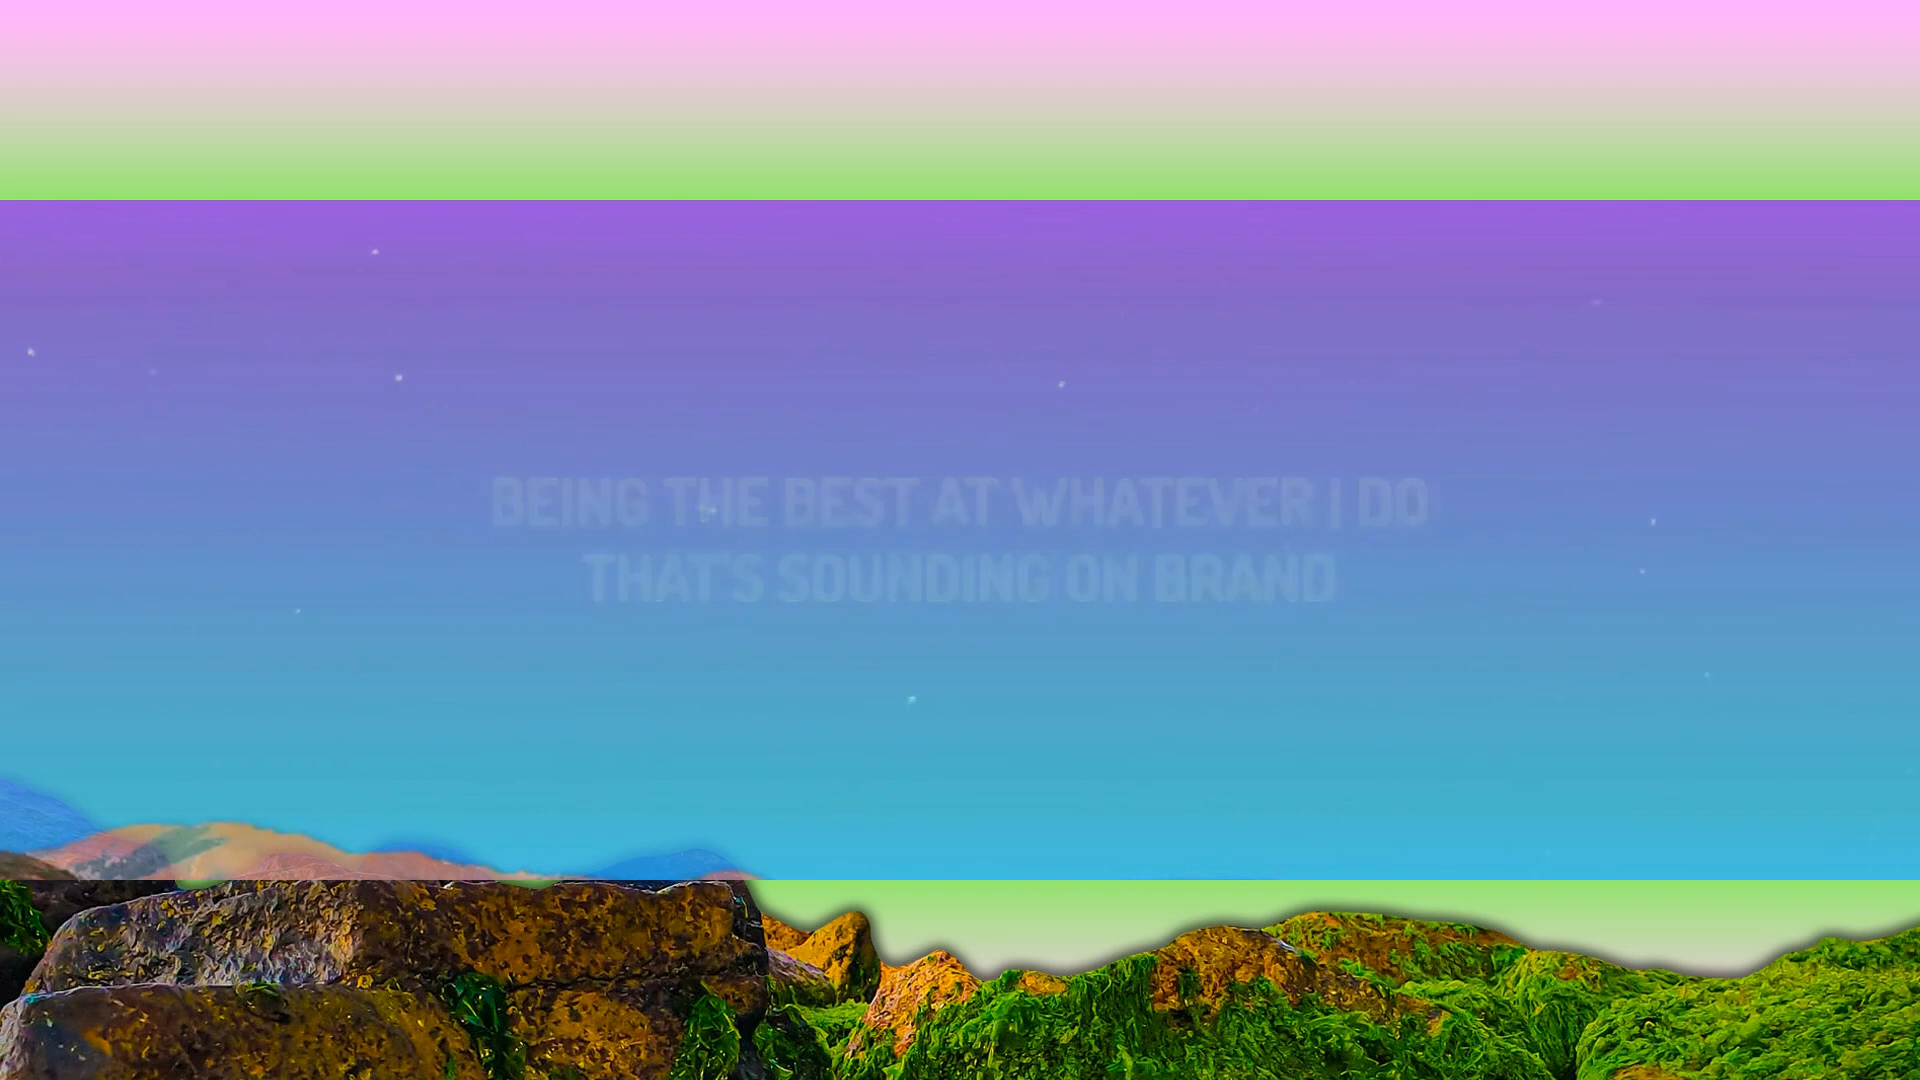 BEING THE BEST AT WHATEVER I DO
THAT'S SOUNDING ON BRAND